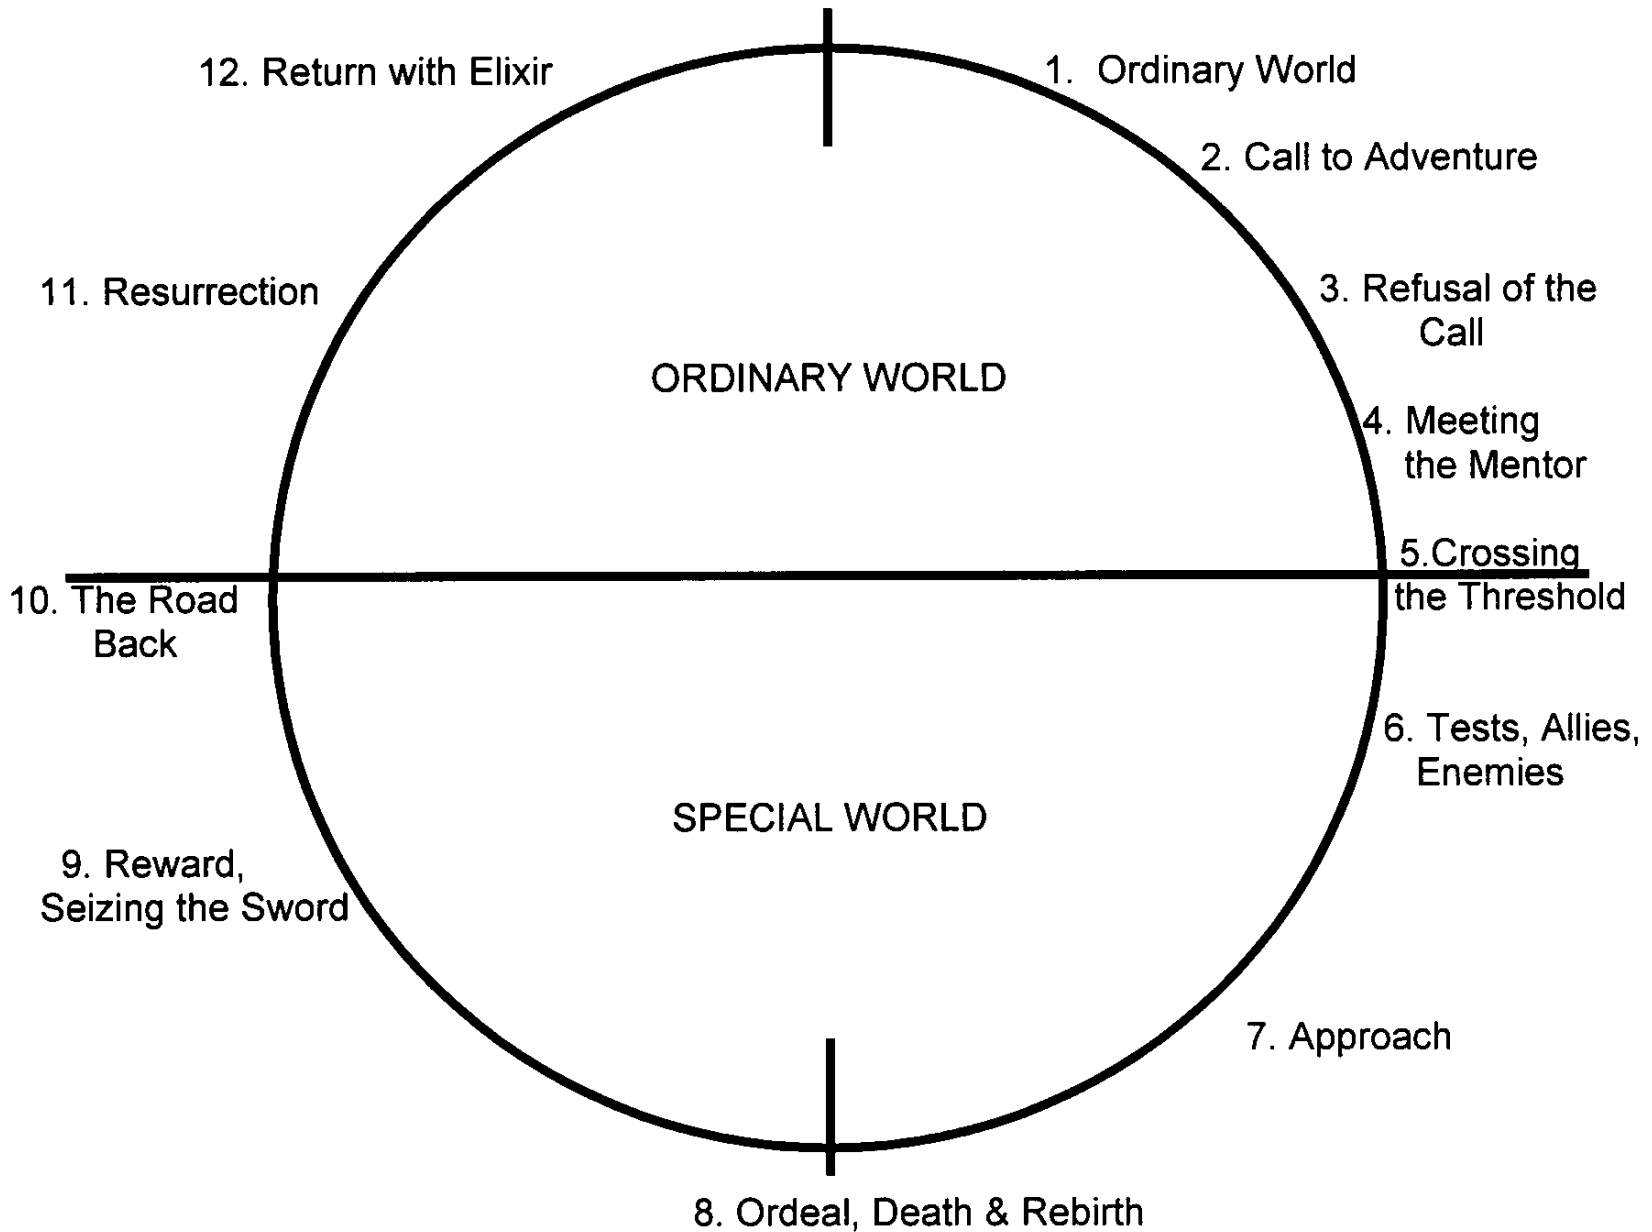 12. Return with Elixir
1. Ordinary World
2. Call to Adventure
3. Refusal of the
Call
4. Meeting
the Mentor
5.Crossing
the Threshold
6. Tests, Allies,
Enemies
7. Approach
8. Ordeal, Death & Rebirth
9. Reward,
Seizing the Sword
10. The Road
Back
11. Resurrection
ORDINARY WORLD
SPECIAL WORLD